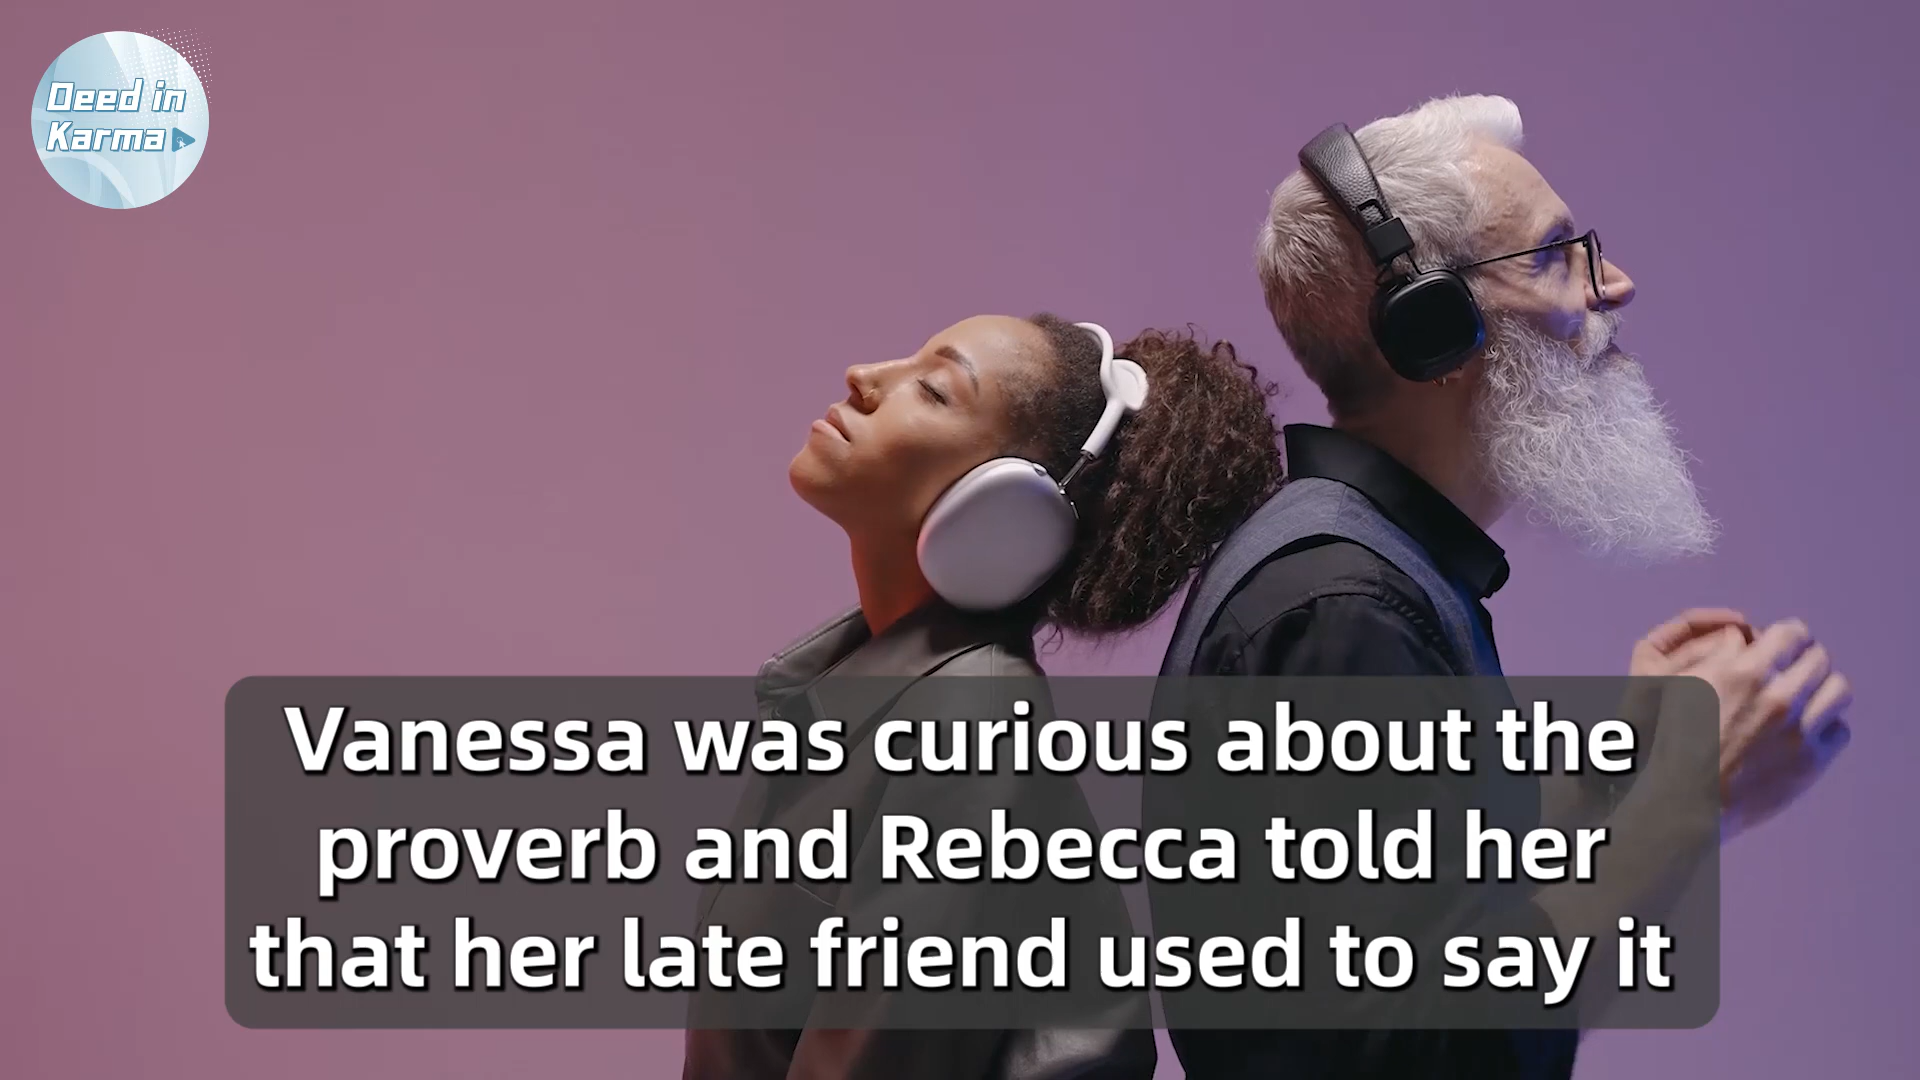 Deed in
Karma
Vanessa was curious about the
proverb and Rebecca told her
that her late friend used to say it